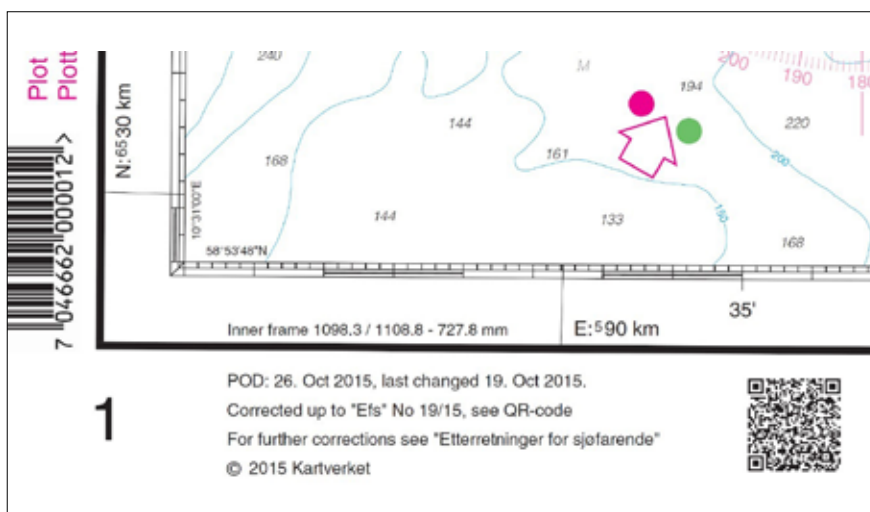 Plot
Plott
N:⁶⁵30 km
7 046662 000012 >
10°31'00"E
58°53'48"N
240
168
144
144
M
161
133
194
220
200
150
168
200
190
180
35'
Inner frame 1098.3 / 1108.8 - 727.8 mm
E:⁵90 km
1
POD: 26. Oct 2015, last changed 19. Oct 2015.
Corrected up to "Efs" No 19/15, see QR-code
For further corrections see "Etterretninger for sjøfarende"
© 2015 Kartverket